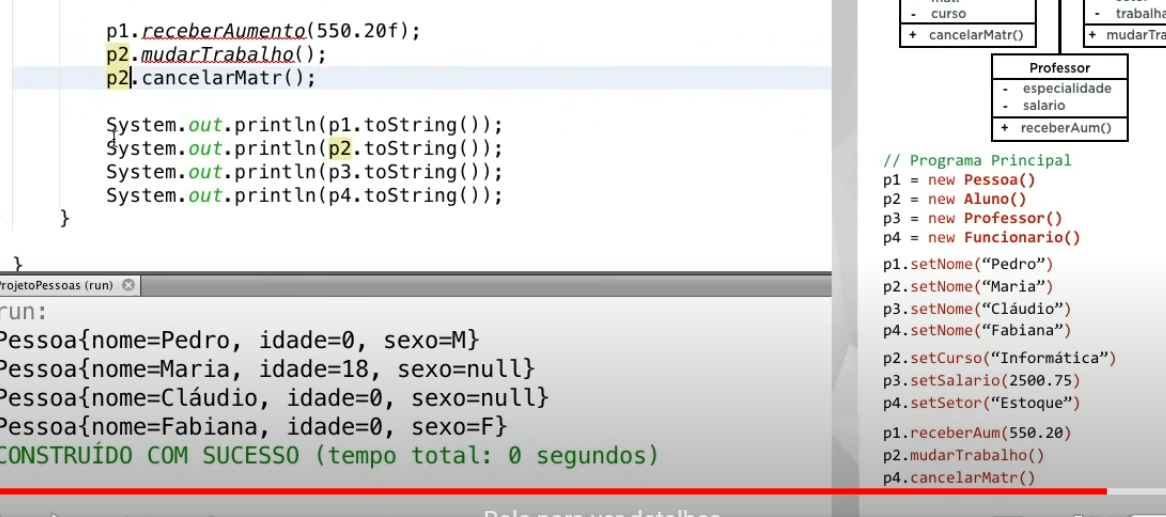 p1.receberAumento(550.20f);
p2.mudarTrabalho();
p2.cancelarMatr();
System.out.println(p1.toString());
System.out.println(p2.toString());
System.out.println(p3.toString());
System.out.println(p4.toString());
}
}
ProjetoPessoas (run)
run:
Pessoa{nome=Pedro, idade=0, sexo=M}
Pessoa{nome=Maria, idade=18, sexo=null}
Pessoa{nome=Cláudio, idade=0, sexo=null}
Pessoa{nome=Fabiana, idade=0, sexo=F}
CONSTRUÍDO COM SUCESSO (tempo total: 0 segundos)
- curso
+ cancelarMatr()
- trabalha
+ mudarTra
Professor
- especialidade
- salario
+ receberAum()
// Programa Principal
p1 = new Pessoa()
p2 = new Aluno()
p3 = new Professor()
p4 = new Funcionario()
p1.setNome(“Pedro”)
p2.setNome(“Maria”)
p3.setNome(“Cláudio”)
p4.setNome(“Fabiana”)
p2.setCurso(“Informática”)
p3.setSalario(2500.75)
p4.setSetor(“Estoque”)
p1.receberAum(550.20)
p2.mudarTrabalho()
p4.cancelarMatr()